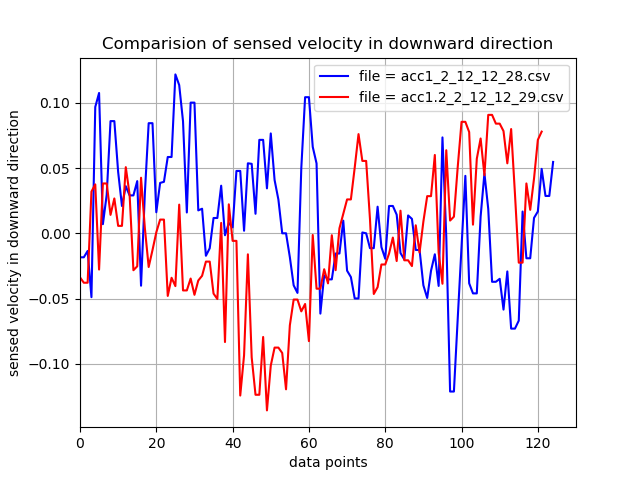 Comparision of sensed velocity in downward direction
file = acc1_2_12_12_28.csv
file = acc1.2_2_12_12_29.csv
sensed velocity in downward direction
0.10
0.05
0.00
−0.05
−0.10
0 20 40 60 80 100 120
data points